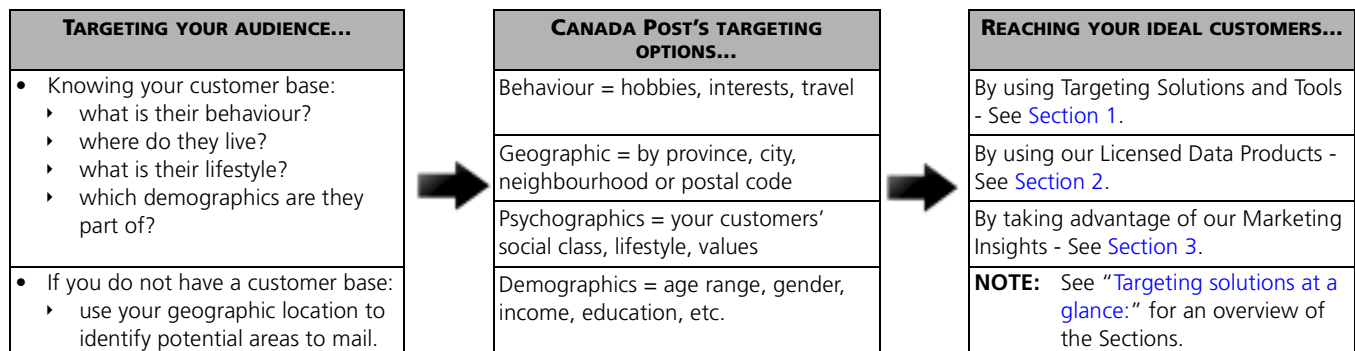 TARGETING YOUR AUDIENCE...
• Knowing your customer base:
‣ what is their behaviour?
‣ where do they live?
‣ what is their lifestyle?
‣ which demographics are they
part of?
• If you do not have a customer base:
‣ use your geographic location to
identify potential areas to mail.
CANADA POST'S TARGETING
OPTIONS...
Behaviour = hobbies, interests, travel
Geographic = by province, city,
neighbourhood or postal code
Psychographics = your customers'
social class, lifestyle, values
Demographics = age range, gender,
income, education, etc.
REACHING YOUR IDEAL CUSTOMERS...
By using Targeting Solutions and Tools
- See Section 1.
By using our Licensed Data Products -
See Section 2.
By taking advantage of our Marketing
Insights - See Section 3.
NOTE: See "Targeting solutions at a
glance:" for an overview of
the Sections.